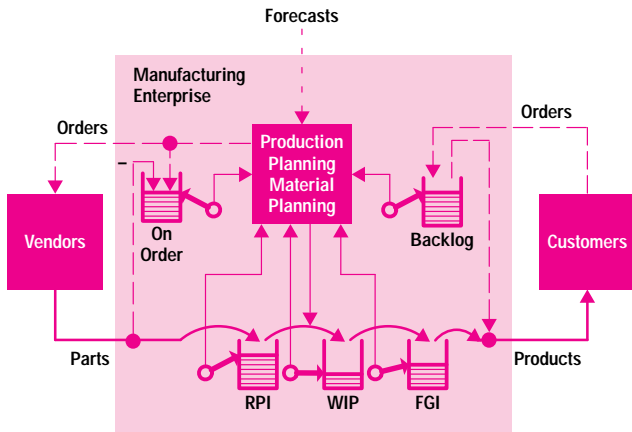 Forecasts
Manufacturing
Enterprise
Orders
Orders
Production
Planning
Material
Planning
–
Vendors
On
Order
Backlog
Customers
Parts
Products
RPI
WIP
FGI